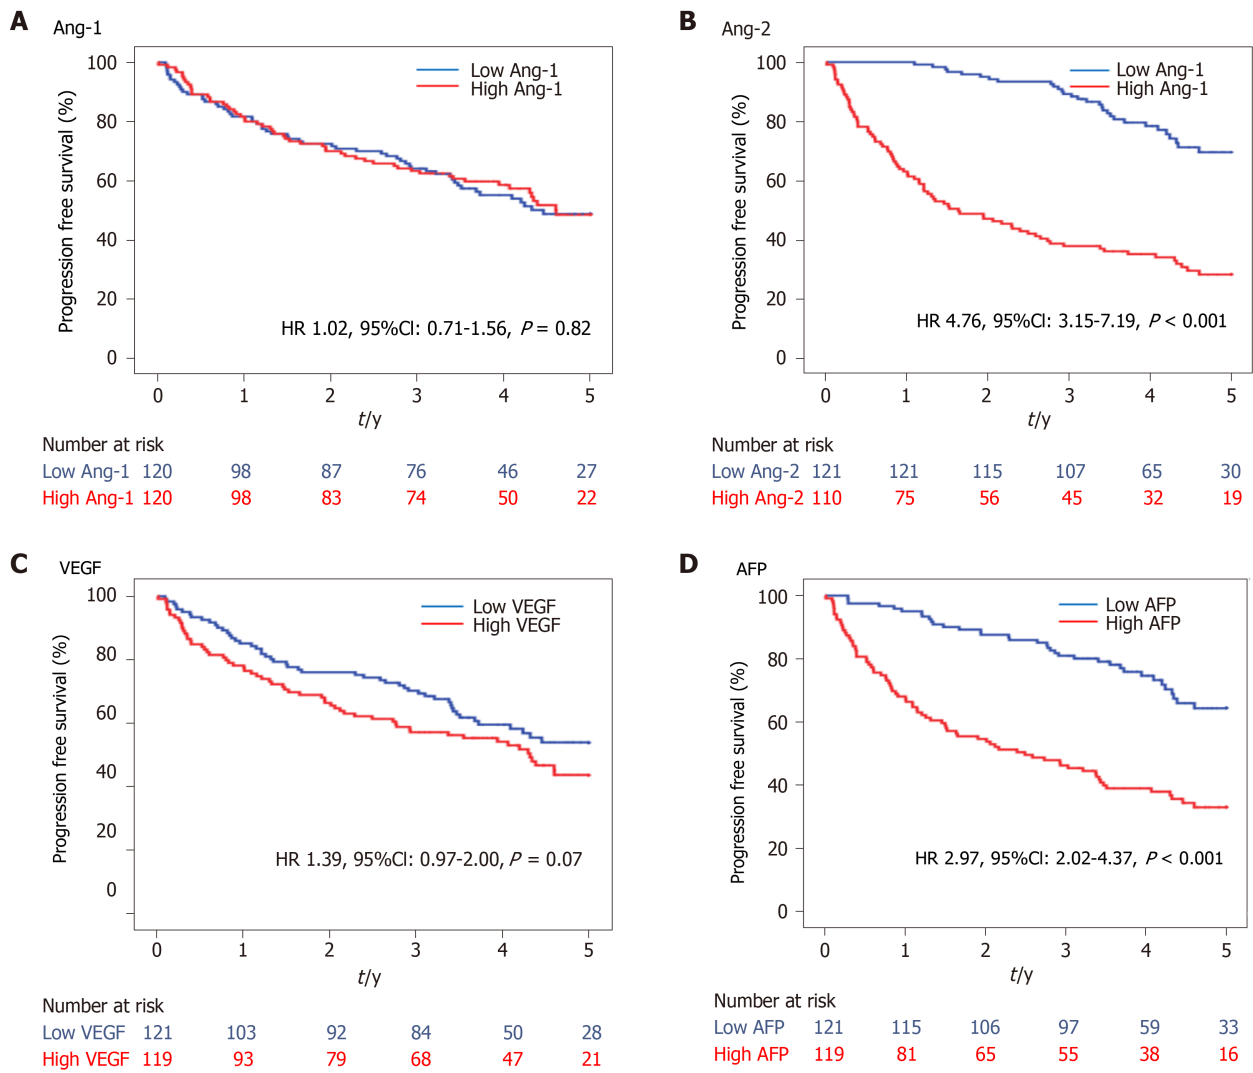 A
Ang-1
Progression free survival (%)
100
80
60
40
20
0
Low Ang-1
High Ang-1
HR 1.02, 95%CI: 0.71-1.56, P = 0.82
0 1 2 3 4 5
t/y
Number at risk
Low Ang-1 120 98 87 76 46 27
High Ang-1 120 98 83 74 50 22
B
Ang-2
Progression free survival (%)
100
80
60
40
20
0
Low Ang-1
High Ang-1
HR 4.76, 95%CI: 3.15-7.19, P < 0.001
0 1 2 3 4 5
t/y
Number at risk
Low Ang-2 121 121 115 107 65 30
High Ang-2 110 75 56 45 32 19
C
VEGF
Progression free survival (%)
100
80
60
40
20
0
Low VEGF
High VEGF
HR 1.39, 95%CI: 0.97-2.00, P = 0.07
0 1 2 3 4 5
t/y
Number at risk
Low VEGF 121 103 92 84 50 28
High VEGF 119 93 79 68 47 21
D
AFP
Progression free survival (%)
100
80
60
40
20
0
Low AFP
High AFP
HR 2.97, 95%CI: 2.02-4.37, P < 0.001
0 1 2 3 4 5
t/y
Number at risk
Low AFP 121 115 106 97 59 33
High AFP 119 81 65 55 38 16